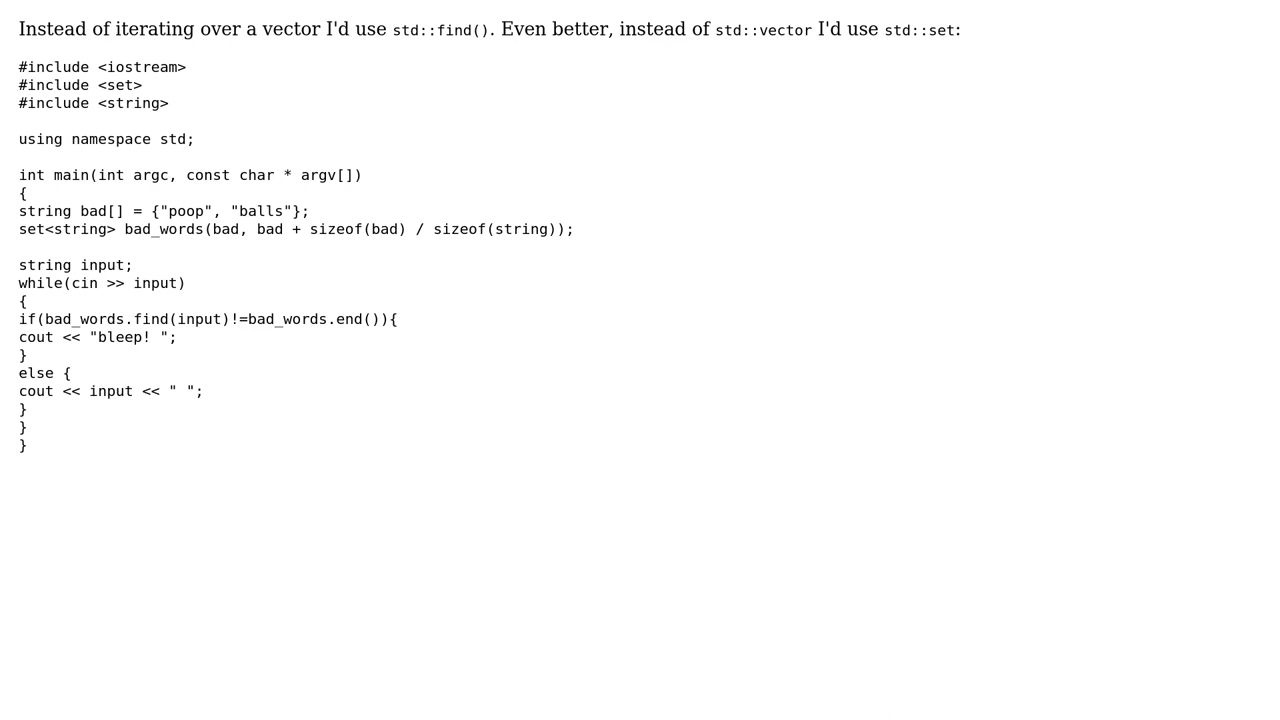 Instead of iterating over a vector I'd use std::find(). Even better, instead of std::vector I'd use std::set:
#include <iostream>
#include <set>
#include <string>
using namespace std;
int main(int argc, const char * argv[])
{
string bad[] = {"poop", "balls"};
set<string> bad_words(bad, bad + sizeof(bad) / sizeof(string));
string input;
while(cin >> input)
{
if(bad_words.find(input)!=bad_words.end()){
cout << "bleep! ";
}
else {
cout << input << " ";
}
}
}